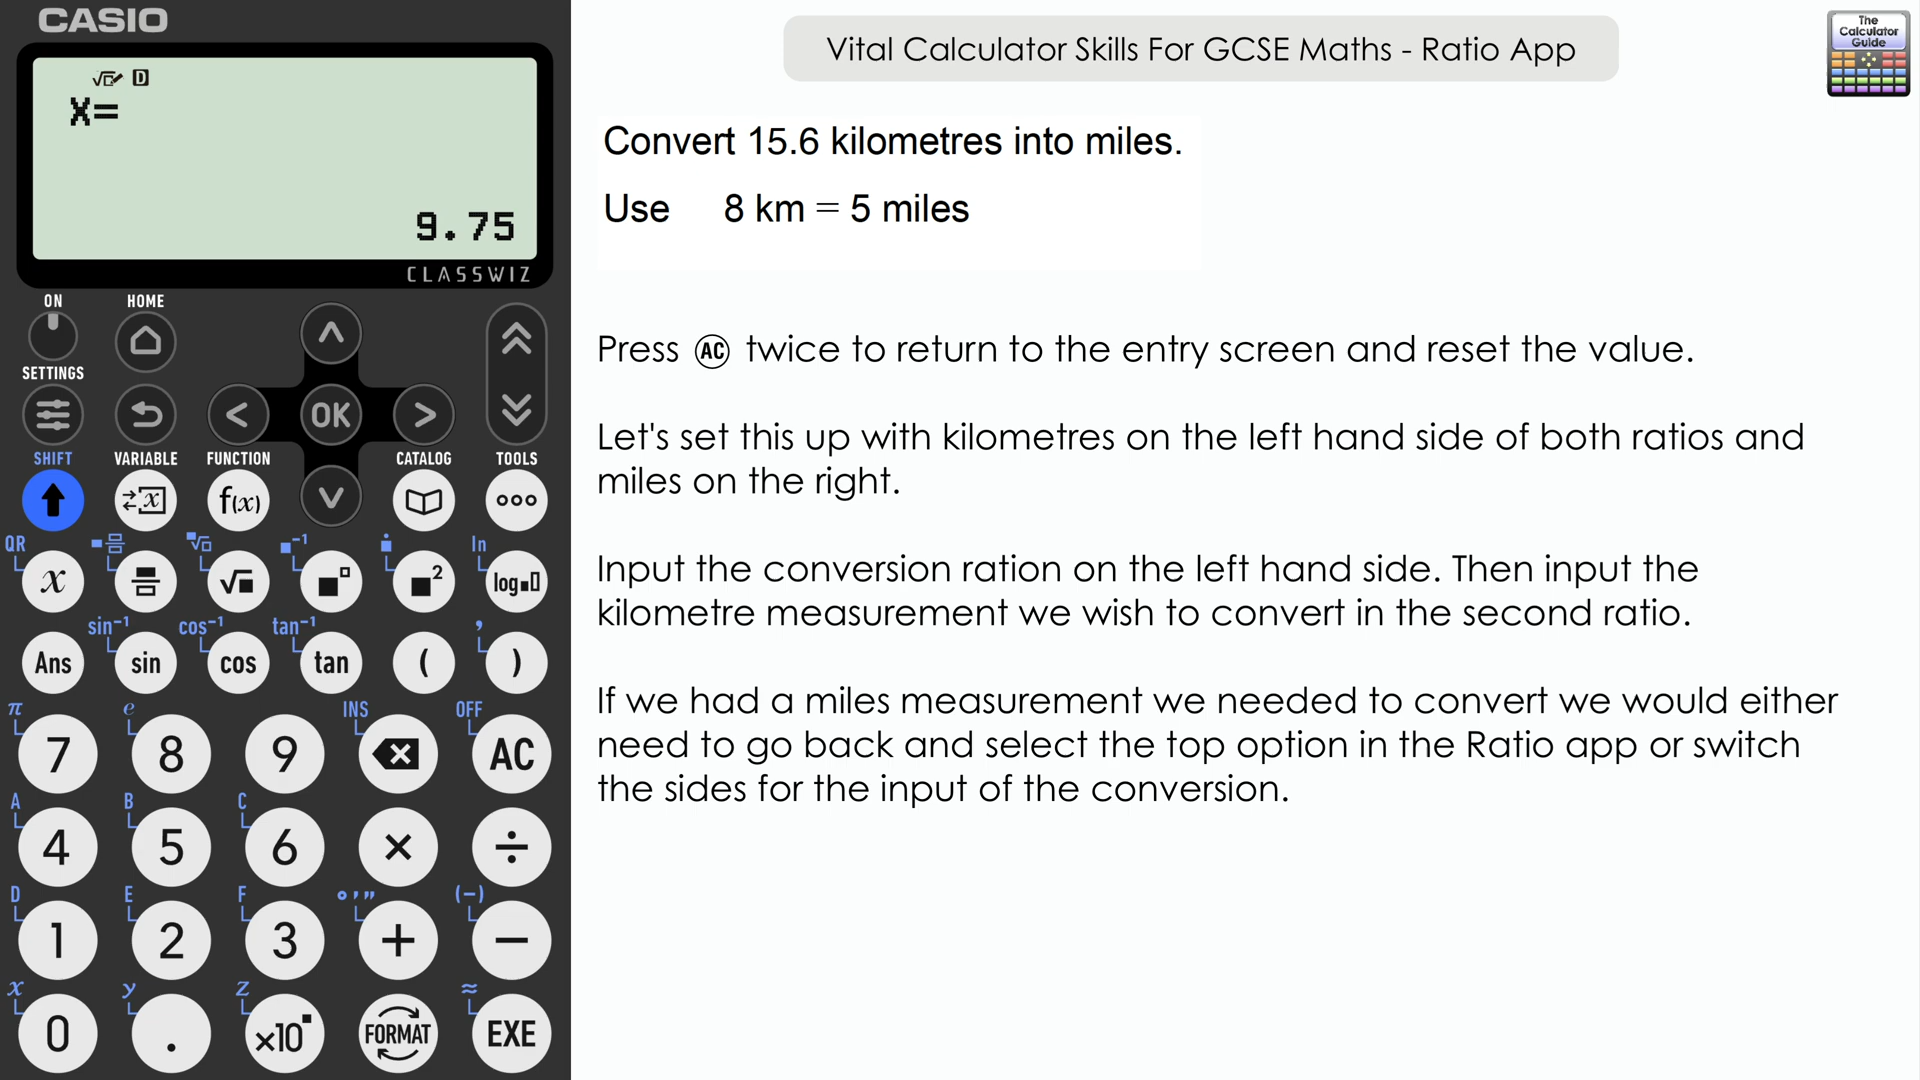 CASIO
Vital Calculator Skills For GCSE Maths - Ratio App
The
Calculator
Guide
√ D
X=
9.75
CLASSWIZ
Convert 15.6 kilometres into miles.
Use 8 km = 5 miles
Press AC twice to return to the entry screen and reset the value.
Let's set this up with kilometres on the left hand side of both ratios and
miles on the right.
Input the conversion ration on the left hand side. Then input the
kilometre measurement we wish to convert in the second ratio.
If we had a miles measurement we needed to convert we would either
need to go back and select the top option in the Ratio app or switch
the sides for the input of the conversion.
ON HOME
SETTINGS
< OK >
SHIFT VARIABLE FUNCTION CATALOG TOOLS
x f(x)
QR ■√□ ■⁻¹ ln
x √■ ■□ ■² log■□
sin⁻¹ cos⁻¹ tan⁻¹ ,
Ans sin cos tan ( )
π e INS OFF
7 8 9 AC
A B C
4 5 6 × ÷
D E F ° ' " (−)
1 2 3 + −
x y z ≈
0 . ×10■ FORMAT EXE